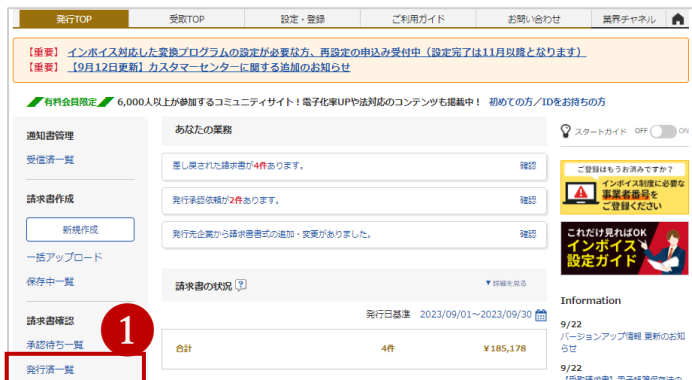 発行TOP
受取TOP
設定・登録
ご利用ガイド
お問い合わせ
業界チャネル
【重要】 インボイス対応した変換プログラムの設定が必要な方、再設定の申込み受付中（設定完了は11月以降となります）
【重要】 【9月12日更新】カスタマーセンターに関する追加のお知らせ
有料会員限定 6,000人以上が参加するコミュニティサイト！電子化率UPや法対応のコンテンツも掲載中！ 初めての方／IDをお持ちの方
通知書管理
受信済一覧
請求書作成
新規作成
一括アップロード
保存中一覧
請求書確認
承認待ち一覧
発行済一覧
1
あなたの業務
差し戻された請求書が4件あります。
確認
発行承認依頼が2件あります。
確認
発行先企業から請求書書式の追加・変更がありました。
確認
請求書の状況 ?
▼詳細を見る
発行日基準 2023/09/01～2023/09/30
合計
4件
¥185,178
スタートガイド OFF ON
ご登録はもうお済みですか？
インボイス制度に必要な
事業者番号を
ご登録ください
これだけ見ればOK
インボイス
設定ガイド
Information
9/22
バージョンアップ情報 更新のお知
らせ
9/22